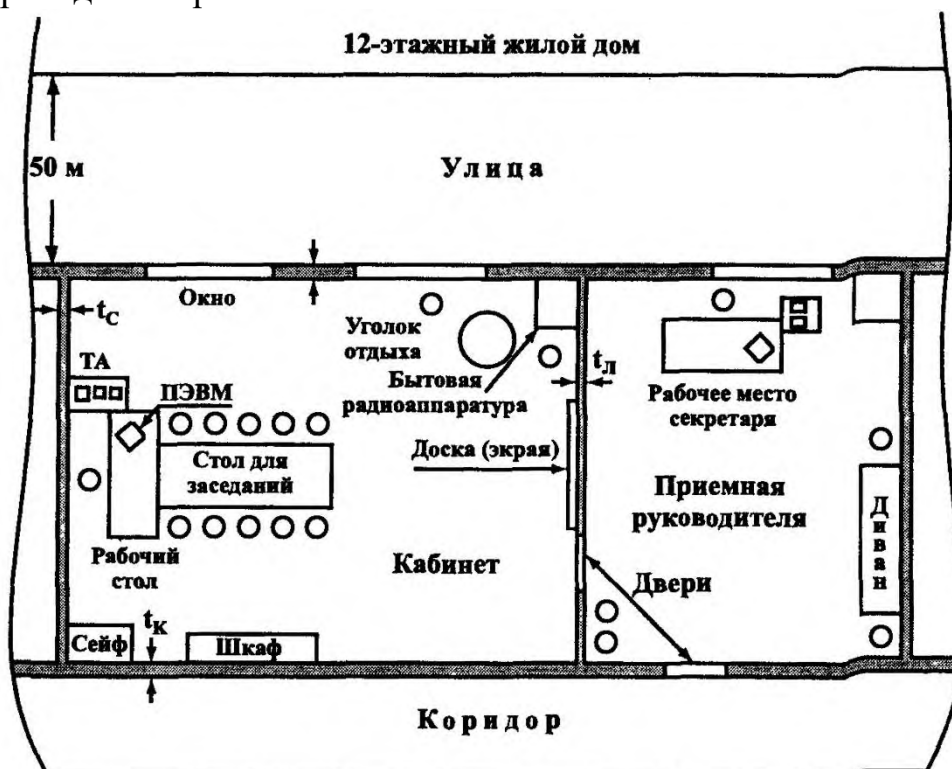 12-этажный жилой дом
50 м
Улица
Окно
tС
Уголок
отдыха
tЛ
ТА
ПЭВМ
Бытовая
радиоаппаратура
Рабочее место
секретаря
Стол для
заседаний
Доска (экрая)
Приемная
руководителя
Диван
Рабочий
стол
Кабинет
Двери
tК
Сейф
Шкаф
Коридор